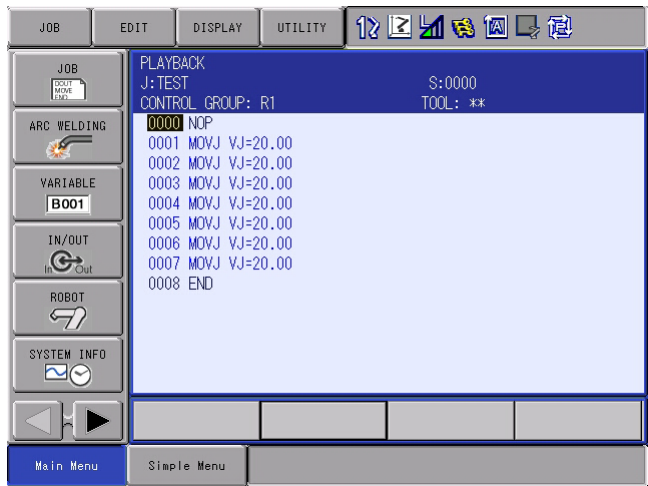 JOB EDIT DISPLAY UTILITY
JOB
DOUT
MOVE
END
ARC WELDING
VARIABLE
B001
IN/OUT
In Out
ROBOT
SYSTEM INFO
PLAYBACK
J:TEST S:0000
CONTROL GROUP: R1 TOOL: **
0000 NOP
0001 MOVJ VJ=20.00
0002 MOVJ VJ=20.00
0003 MOVJ VJ=20.00
0004 MOVJ VJ=20.00
0005 MOVJ VJ=20.00
0006 MOVJ VJ=20.00
0007 MOVJ VJ=20.00
0008 END
Main Menu Simple Menu